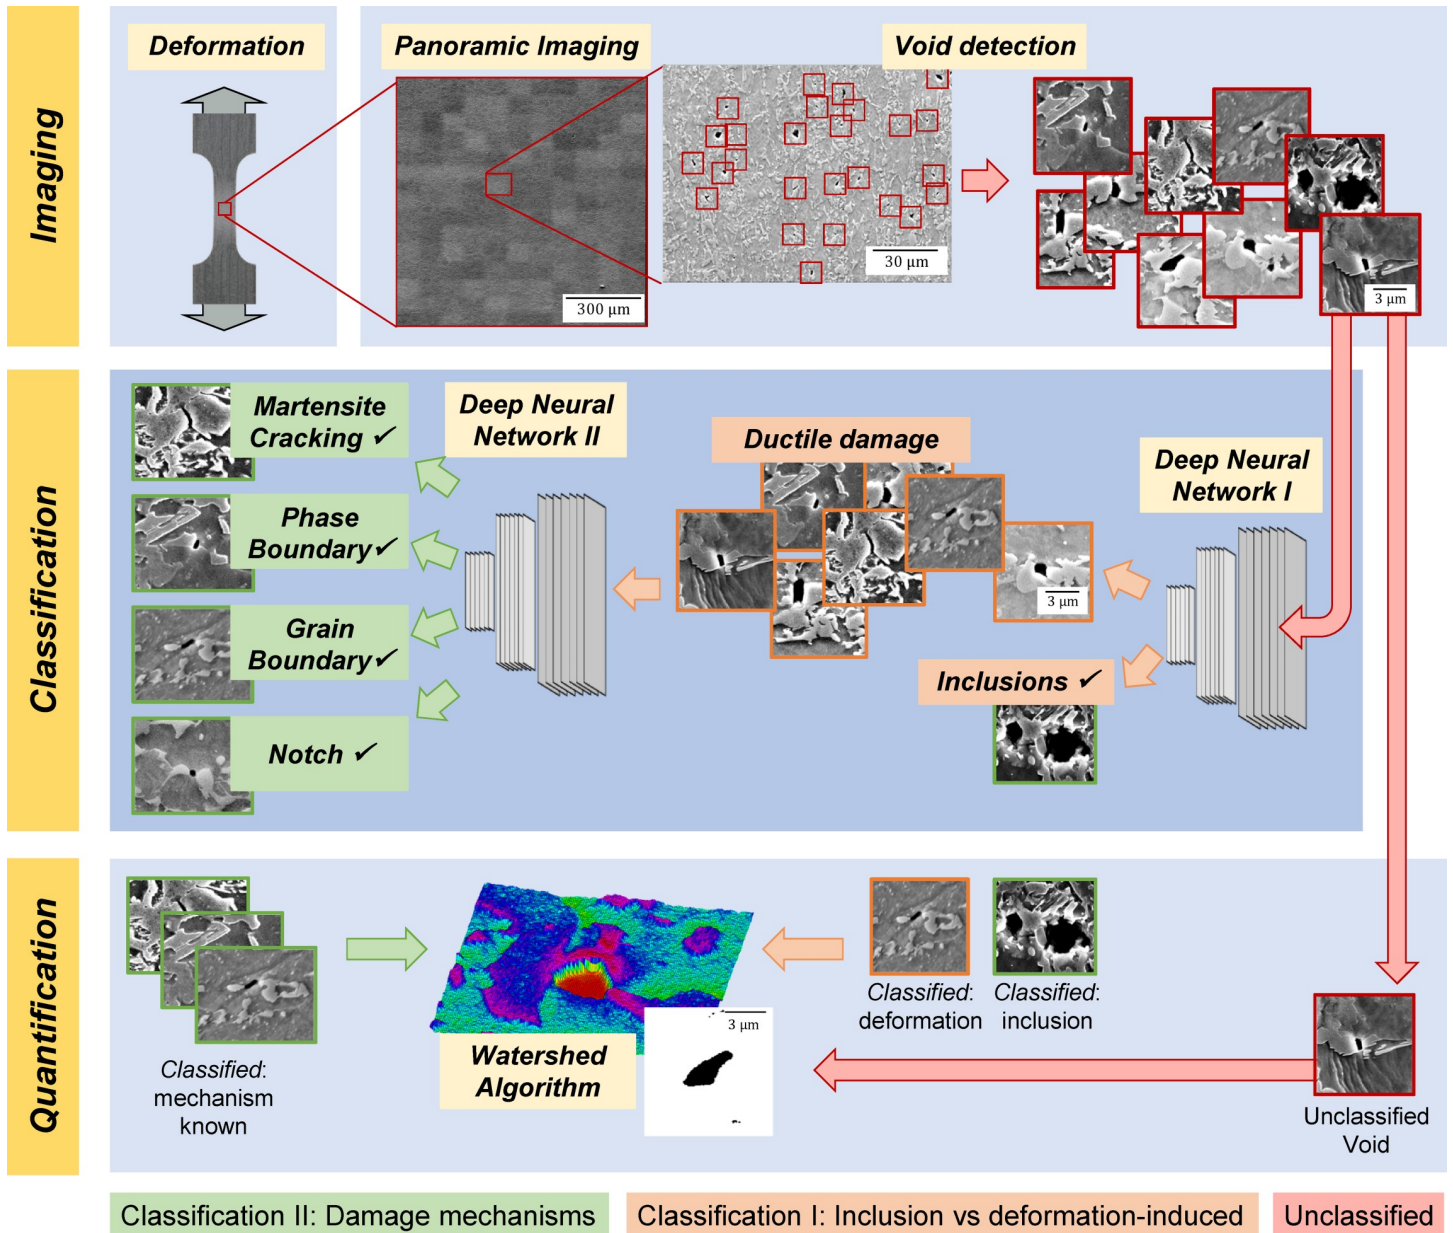 Imaging
Deformation
Panoramic Imaging
Void detection
300 µm
30 µm
3 µm
Classification
Martensite
Cracking ✓
Phase
Boundary✓
Grain
Boundary✓
Notch ✓
Deep Neural
Network II
Ductile damage
3 µm
Inclusions ✓
Deep Neural
Network I
Quantification
Classified:
mechanism
known
Watershed
Algorithm
3 µm
Classified:
deformation
Classified:
inclusion
Unclassified
Void
Classification II: Damage mechanisms
Classification I: Inclusion vs deformation-induced
Unclassified